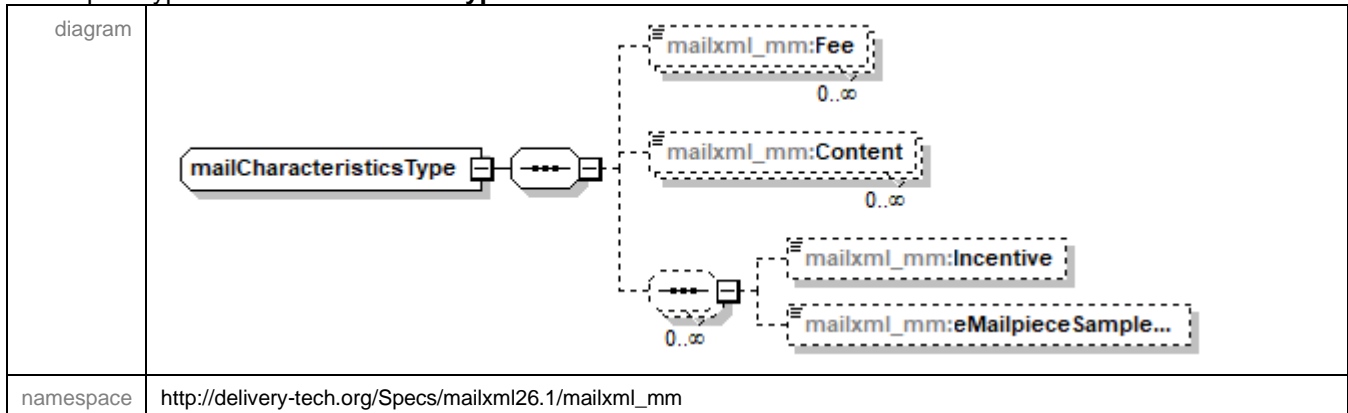 diagram
mailxml_mm:Fee
0..∞
mailxml_mm:Content
0..∞
mailCharacteristicsType
mailxml_mm:Incentive
mailxml_mm:eMailpieceSample...
0..∞
namespace
http://delivery-tech.org/Specs/mailxml26.1/mailxml_mm